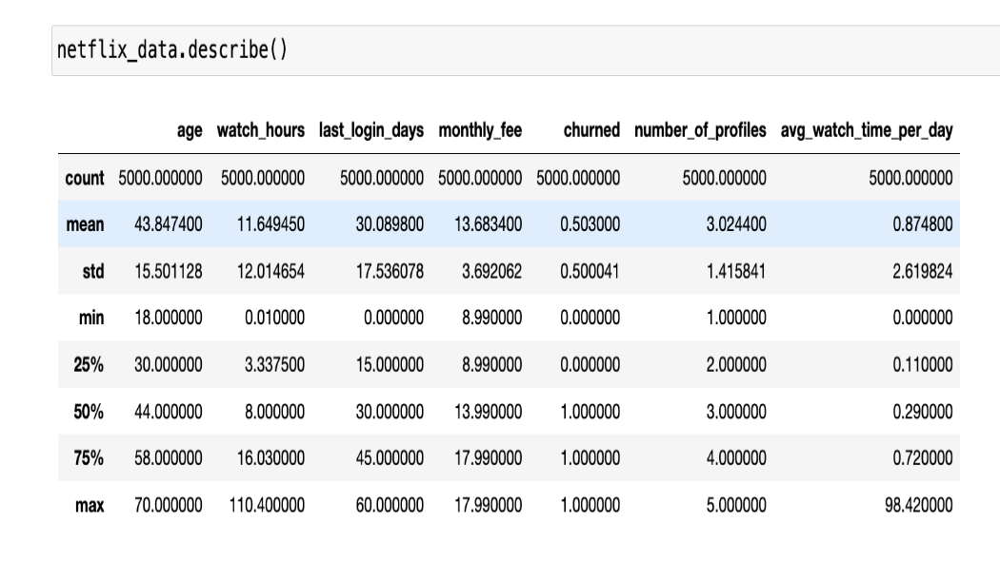 netflix_data.describe()
age watch_hours last_login_days monthly_fee churned number_of_profiles avg_watch_time_per_day
count 5000.000000 5000.000000 5000.000000 5000.000000 5000.000000 5000.000000 5000.000000
mean 43.847400 11.649450 30.089800 13.683400 0.503000 3.024400 0.874800
std 15.501128 12.014654 17.536078 3.692062 0.500041 1.415841 2.619824
min 18.000000 0.010000 0.000000 8.990000 0.000000 1.000000 0.000000
25% 30.000000 3.337500 15.000000 8.990000 0.000000 2.000000 0.110000
50% 44.000000 8.000000 30.000000 13.990000 1.000000 3.000000 0.290000
75% 58.000000 16.030000 45.000000 17.990000 1.000000 4.000000 0.720000
max 70.000000 110.400000 60.000000 17.990000 1.000000 5.000000 98.420000